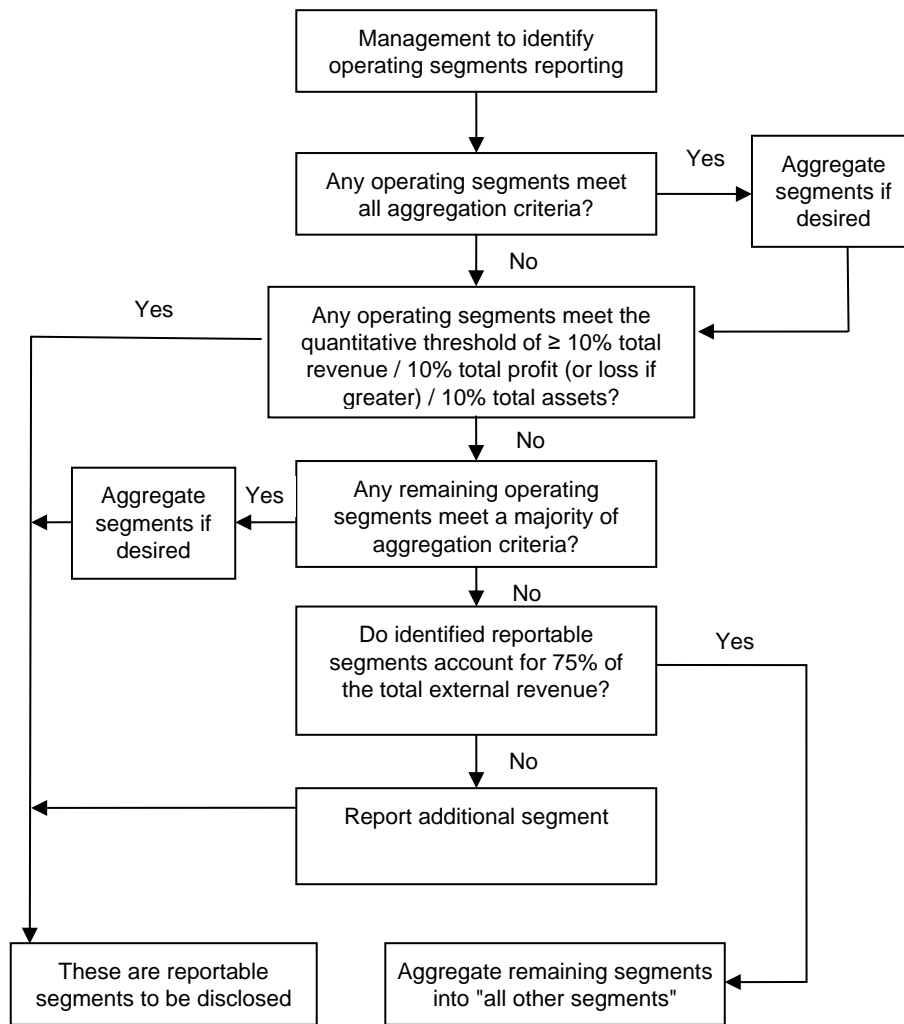 Management to identify
operating segments reporting
Any operating segments meet
all aggregation criteria?
Yes
Aggregate
segments if
desired
No
Yes
Any operating segments meet the
quantitative threshold of ≥ 10% total
revenue / 10% total profit (or loss if
greater) / 10% total assets?
No
Aggregate
segments if
desired
Yes
Any remaining operating
segments meet a majority of
aggregation criteria?
No
Do identified reportable
segments account for 75% of
the total external revenue?
Yes
No
Report additional segment
These are reportable
segments to be disclosed
Aggregate remaining segments
into "all other segments"